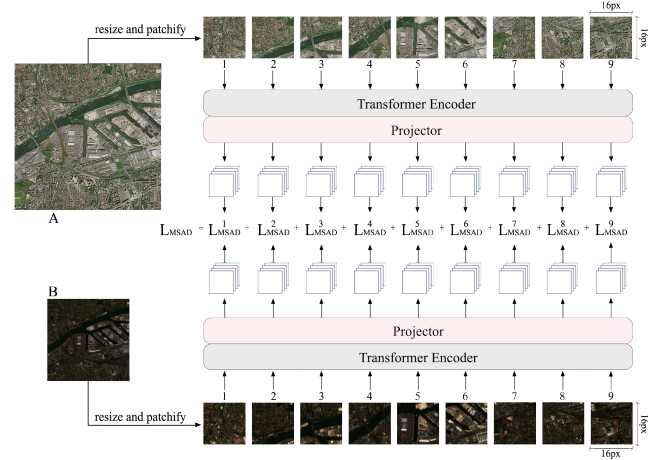 16px
resize and patchify
16px
1 2 3 4 5 6 7 8 9
Transformer Encoder
Projector
A
L_MSAD = L^1_MSAD + L^2_MSAD + L^3_MSAD + L^4_MSAD + L^5_MSAD + L^6_MSAD + L^7_MSAD + L^8_MSAD + L^9_MSAD
B
Projector
Transformer Encoder
1 2 3 4 5 6 7 8 9
resize and patchify
16px
16px